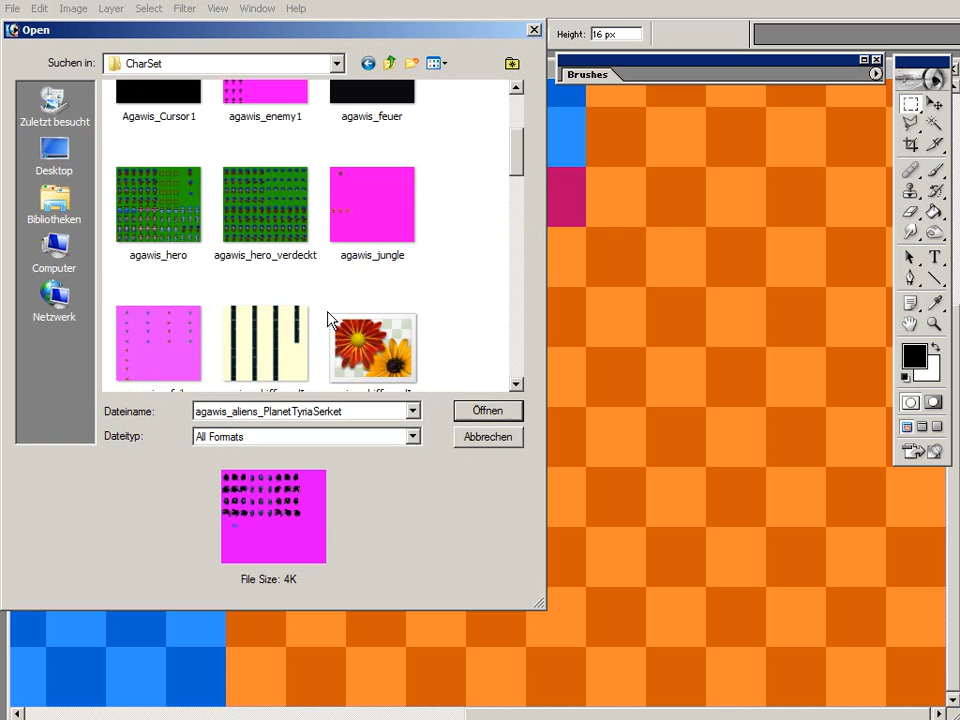 File Edit Image Layer Select Filter View Window Help
Open
Height: 16 px
Suchen in: CharSet
Brushes
Zuletzt besucht
Desktop
Bibliotheken
Computer
Netzwerk
Agawis_Cursor1 agawis_enemy1 agawis_feuer
agawis_hero agawis_hero_verdeckt agawis_jungle
Dateiname: agawis_aliens_PlanetTyriaSerket Öffnen
Dateityp: All Formats Abbrechen
File Size: 4K